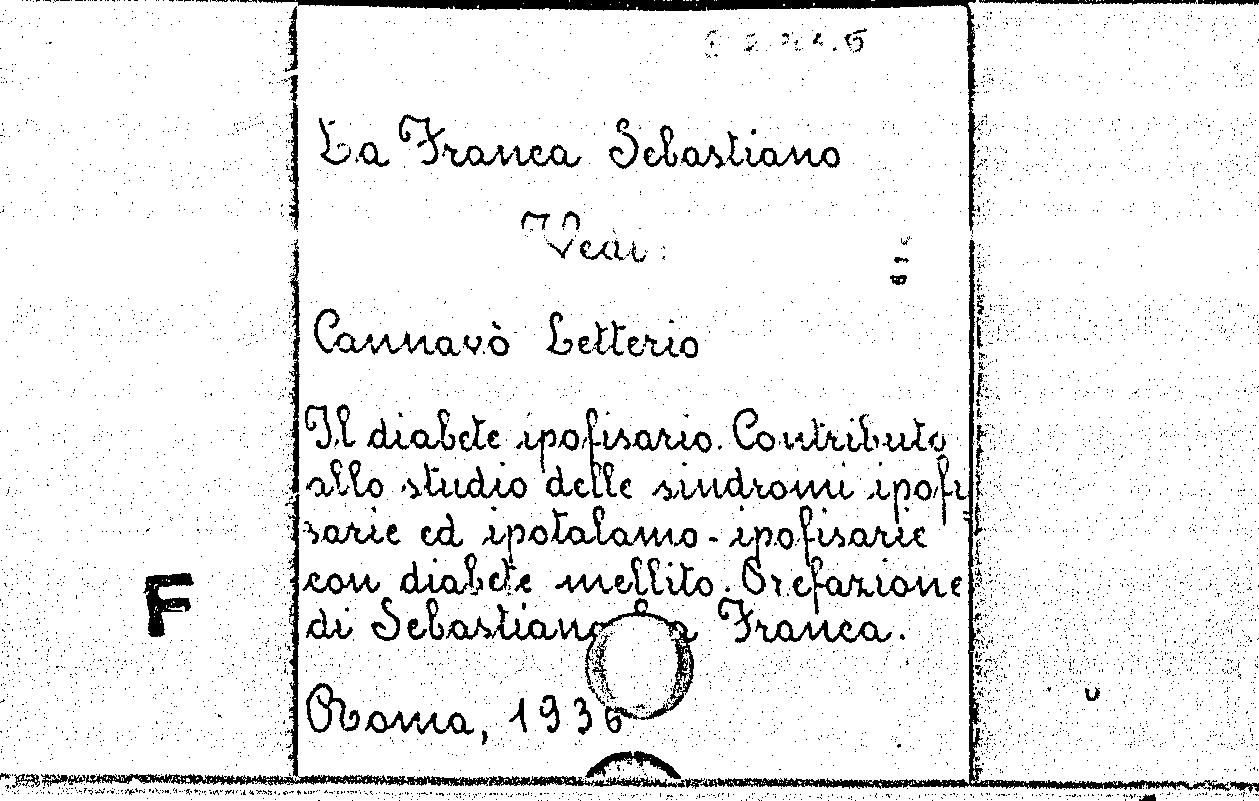 La Franca Sebastiano
Vedi:
Cannavò Letterio
Il diabete ipofisario. Contributo
allo studio delle sindromi ipofi
sarie ed ipotalamo-ipofisarie
con diabete mellito. Prefazione
di Sebastiano La Franca.
F
Roma, 1936